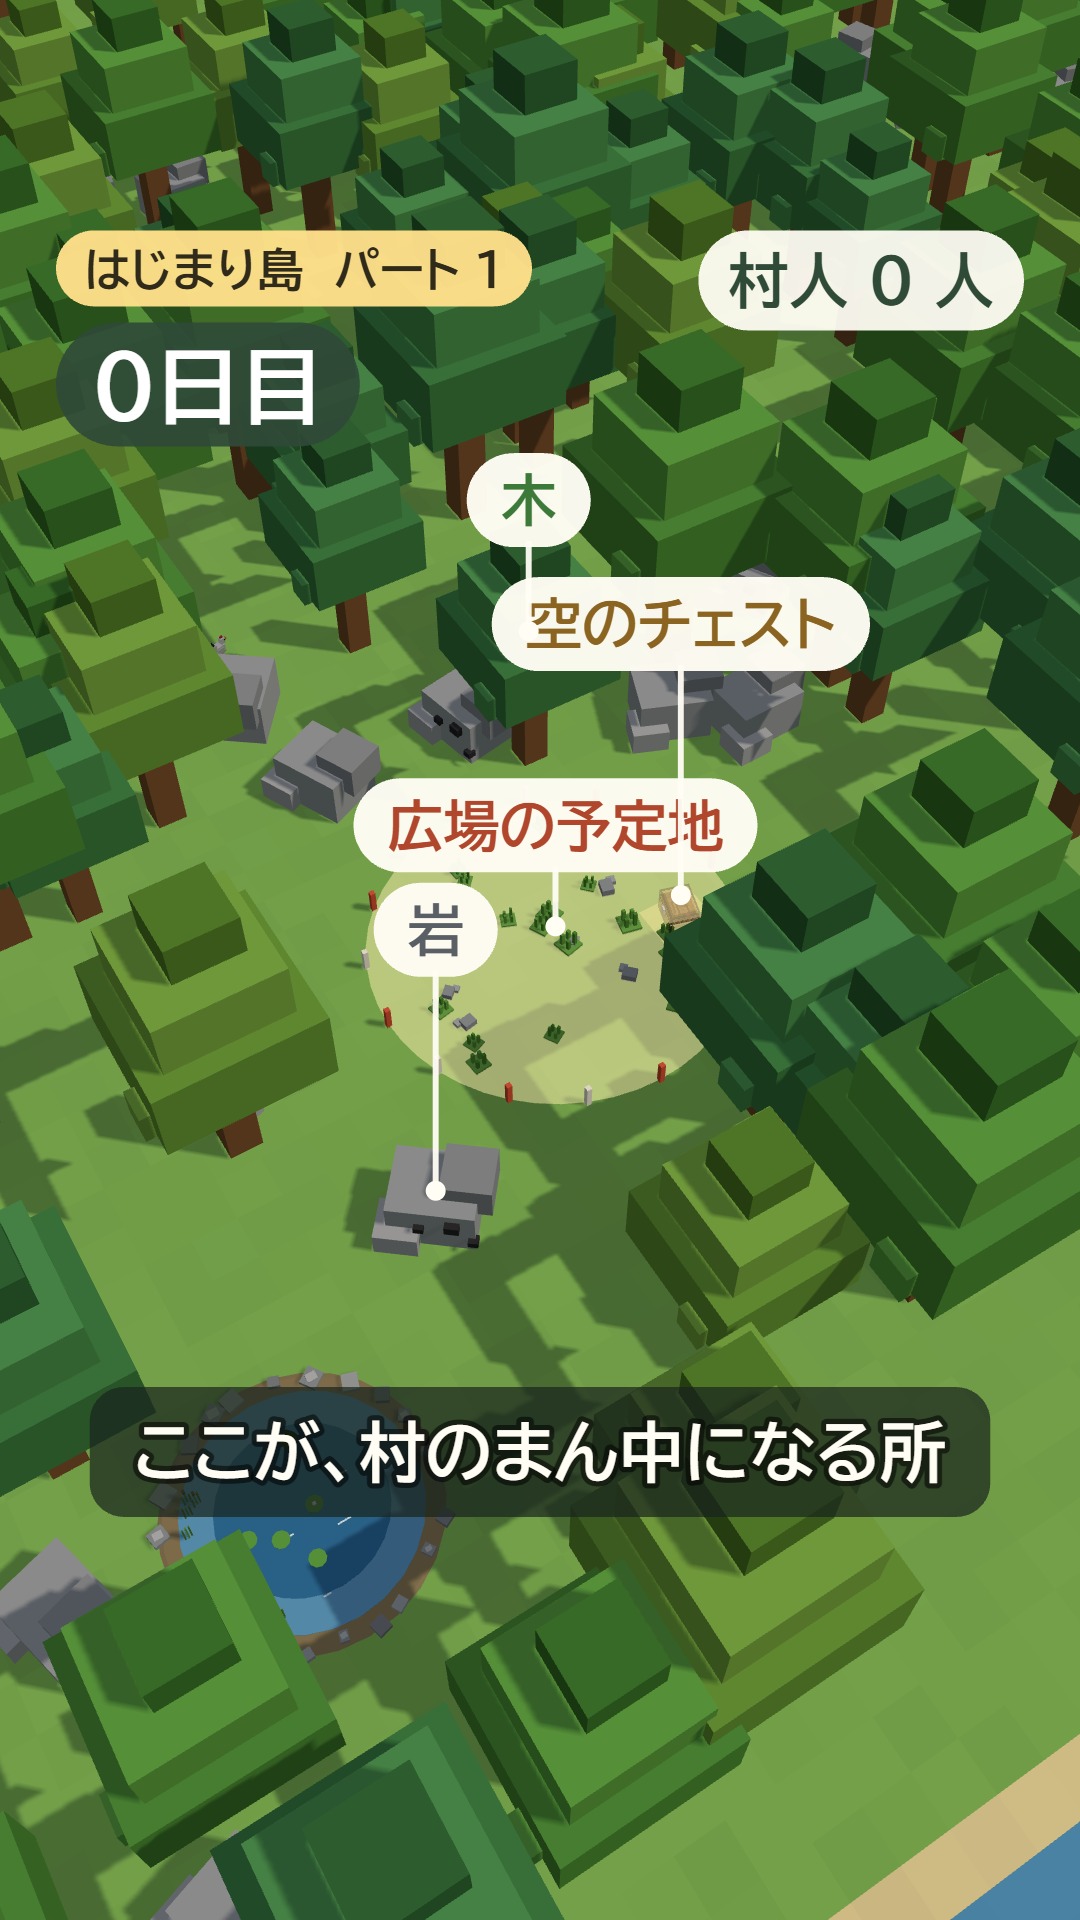 はじまり島 パート 1
村人 0 人
0日目
木
空のチェスト
広場の予定地
岩
ここが、村のまん中になる所